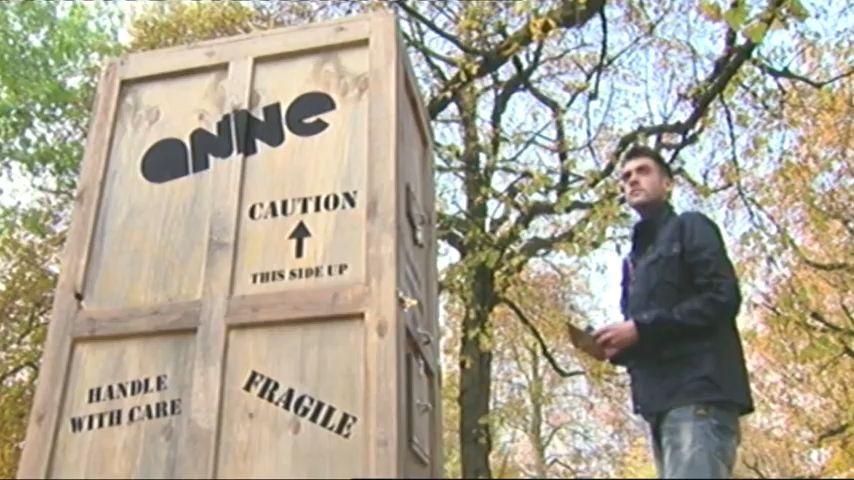 anne
CAUTION
THIS SIDE UP
HANDLE
WITH CARE
FRAGILE